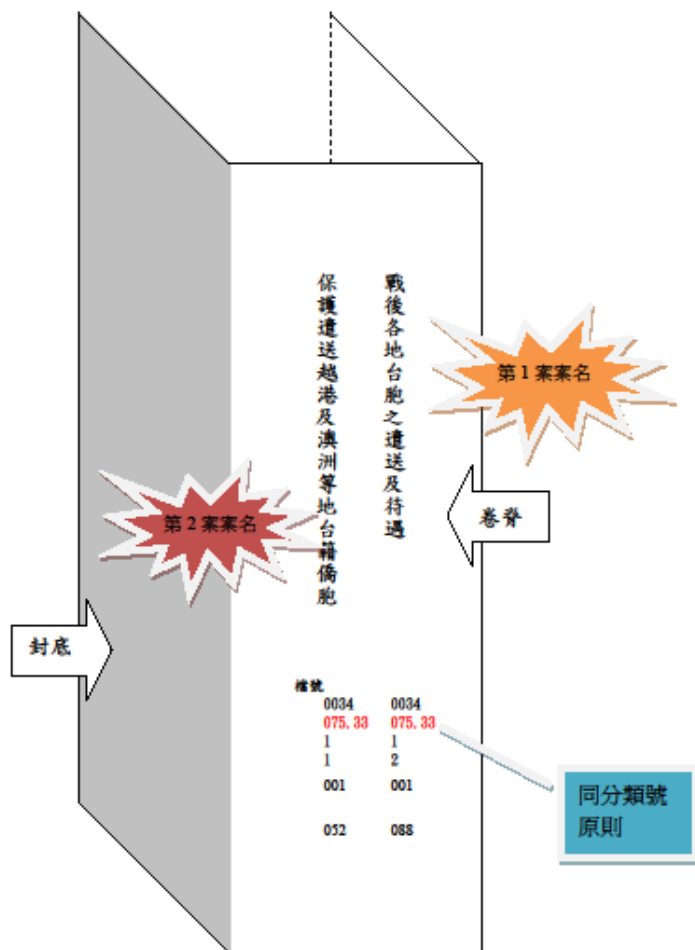 戰後各地台胞之遣送及待遇
保護遣送越港及澳洲等地台籍僑胞
第1案案名
第2案案名
卷脊
封底
檔號
0034 0034
075.33 075.33
1 1
1 2
001 001
052 088
同分類號
原則